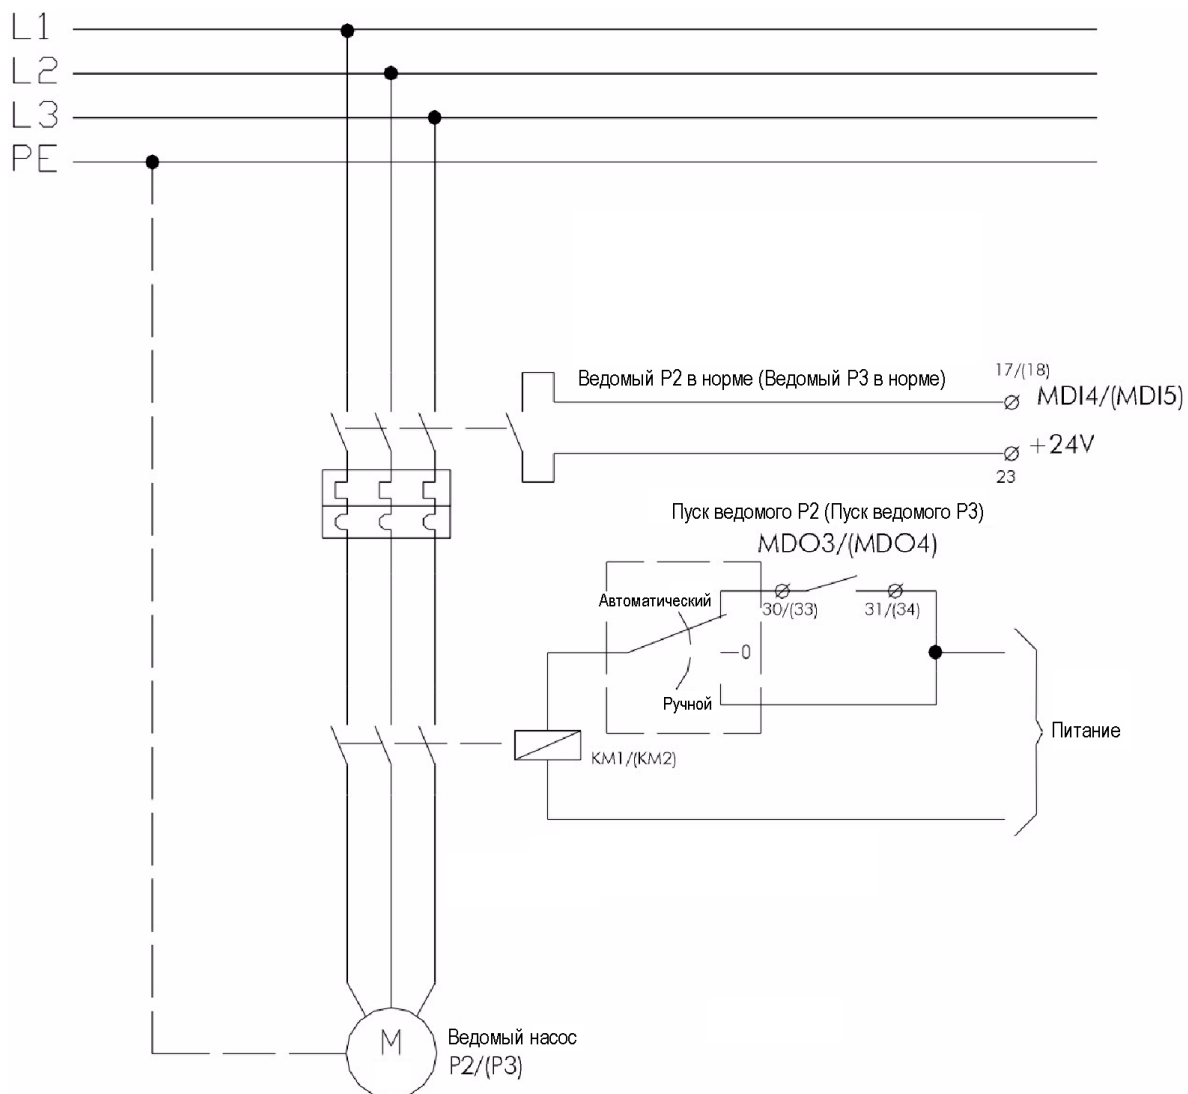 L1
L2
L3
PE
17/(18)
Ведомый P2 в норме (Ведомый P3 в норме)
MDI4/(MDI5)
+24V
23
Пуск ведомого P2 (Пуск ведомого P3)
MDO3/(MDO4)
Автоматический
30/(33)
31/(34)
0
Ручной
Питание
KM1/(KM2)
M
Ведомый насос
P2/(P3)